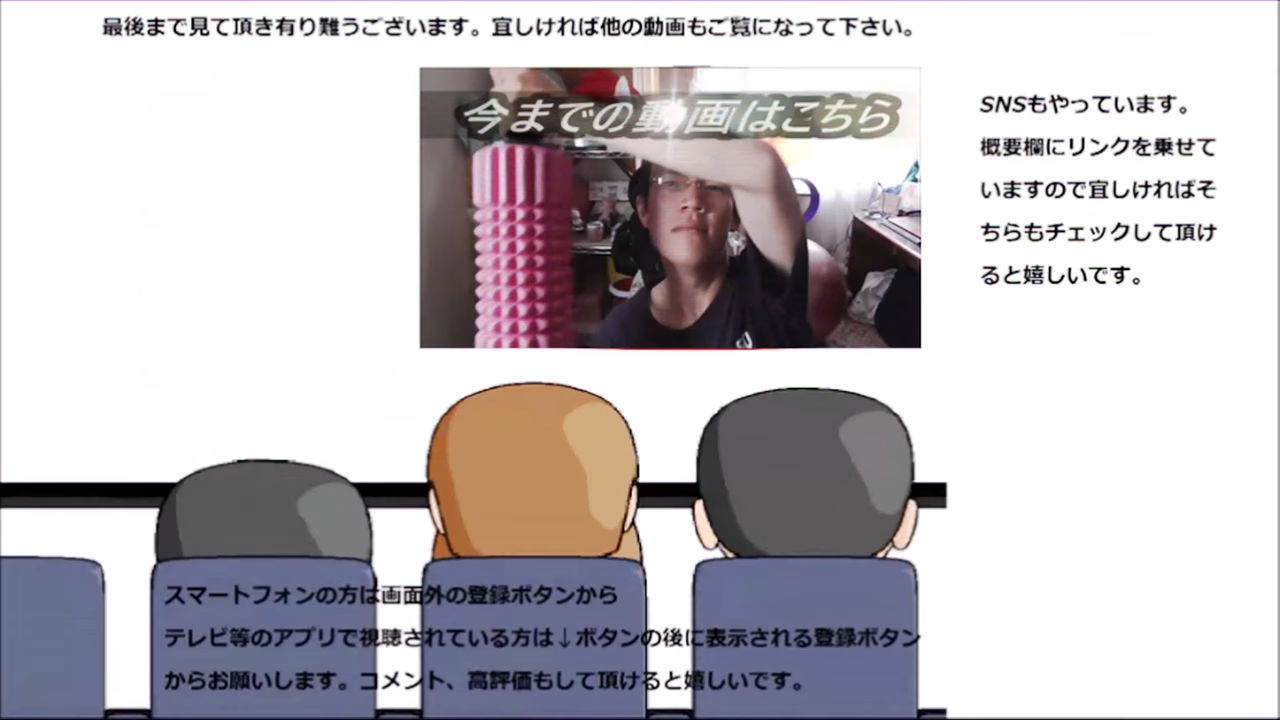 最後まで見て頂き有り難うございます。宜しければ他の動画もご覧になって下さい。
今までの動画はこちら
SNSもやっています。
概要欄にリンクを乗せて
いますので宜しければそ
ちらもチェックして頂け
ると嬉しいです。
スマートフォンの方は画面外の登録ボタンから
テレビ等のアプリで視聴されている方は↓ボタンの後に表示される登録ボタン
からお願いします。コメント、高評価もして頂けると嬉しいです。